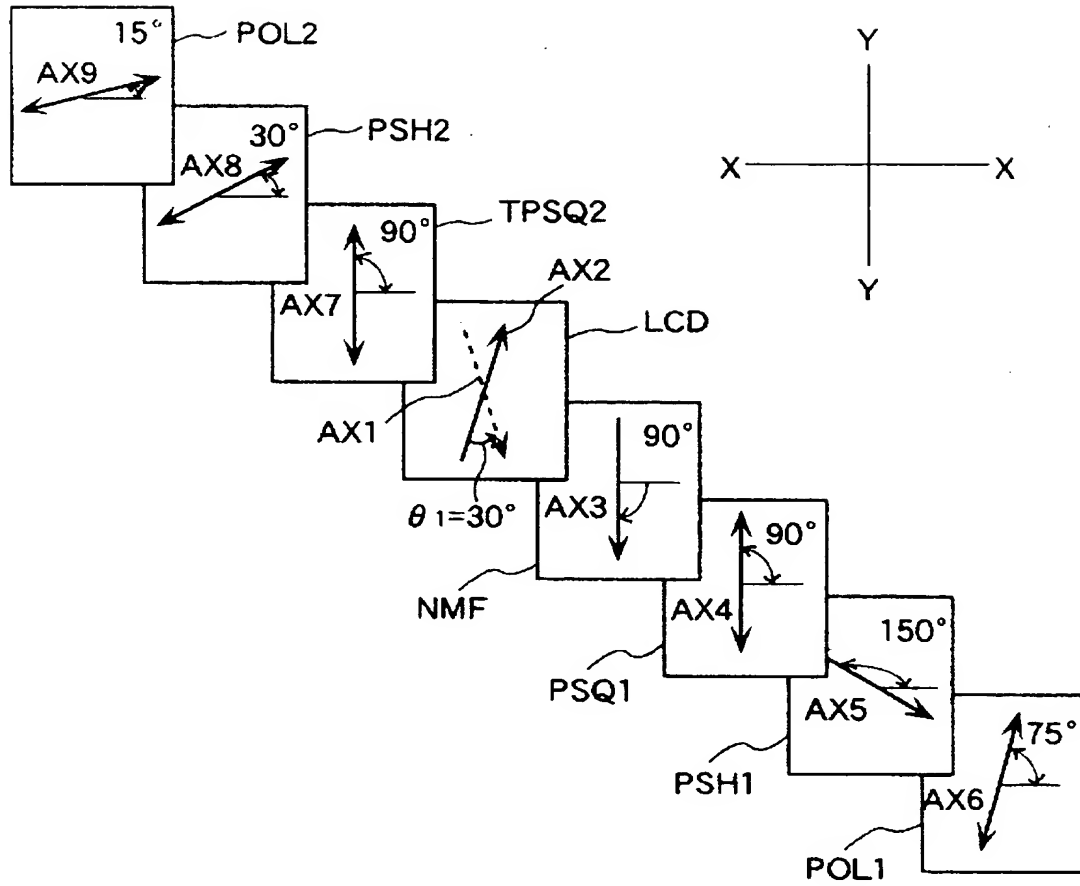 15°
POL2
AX9
Y
X
X
Y
30°
PSH2
AX8
90°
TPSQ2
AX7
AX2
LCD
AX1
θ1=30°
90°
AX3
NMF
90°
AX4
PSQ1
150°
AX5
PSH1
75°
AX6
POL1